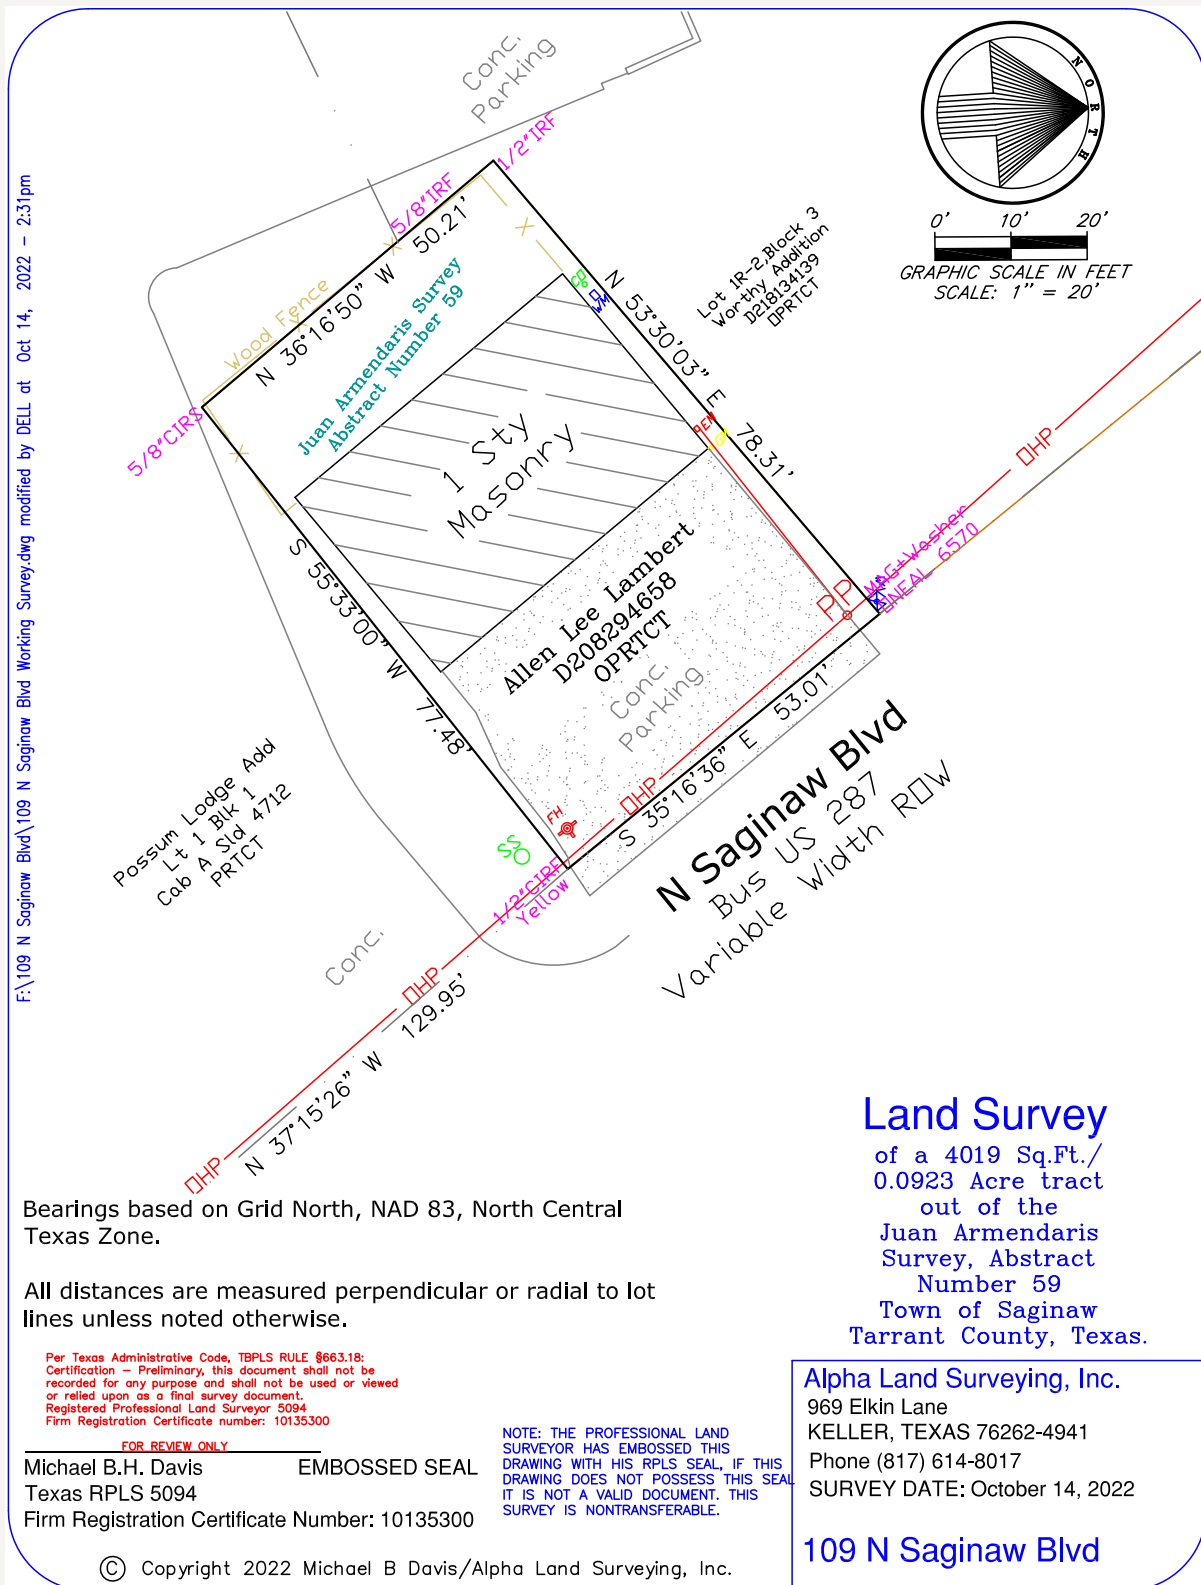 F:\109 N Saginaw Blvd\109 N Saginaw Blvd Working Survey.dwg modified by DELL at Oct 14, 2022 - 2:31pm
Conc.
Parking
NORTH
0' 10' 20'
GRAPHIC SCALE IN FEET
SCALE: 1" = 20'
1/2"IRF
5/8"IRF
N 36°16'50" W 50.21'
Wood Fence
X
X
X
X
5/8"CIRS
Juan Armendaris Survey
Abstract Number 59
Lot 1R-2,Block 3
Worthy Addition
D218134139
OPRTCT
CO
WM
N 53°30'03" E 78.31'
EM
GM
1 Sty
Masonry
OHP
MAG+Washer
ONEAL 6570
PP
S 55°33'00" W 77.48'
Allen Lee Lambert
D208294658
OPRTCT
Conc.
Parking
S 35°16'36" E 53.01'
OHP
FH
SS
1/2"CIRF
Yellow
N Saginaw Blvd
Bus US 287
Variable Width ROW
Possum Lodge Add
Lt 1 Blk 1
Cab A Sld 4712
PRTCT
Conc.
OHP
N 37°15'26" W 129.95'
OHP
Land Survey
of a 4019 Sq.Ft./
0.0923 Acre tract
out of the
Juan Armendaris
Survey, Abstract
Number 59
Town of Saginaw
Tarrant County, Texas.
Bearings based on Grid North, NAD 83, North Central
Texas Zone.
All distances are measured perpendicular or radial to lot
lines unless noted otherwise.
Per Texas Administrative Code, TBPLS RULE §663.18:
Certification - Preliminary, this document shall not be
recorded for any purpose and shall not be used or viewed
or relied upon as a final survey document.
Registered Professional Land Surveyor 5094
Firm Registration Certificate number: 10135300
FOR REVIEW ONLY
Michael B.H. Davis EMBOSSED SEAL
Texas RPLS 5094
Firm Registration Certificate Number: 10135300
NOTE: THE PROFESSIONAL LAND
SURVEYOR HAS EMBOSSED THIS
DRAWING WITH HIS RPLS SEAL, IF THIS
DRAWING DOES NOT POSSESS THIS SEAL
IT IS NOT A VALID DOCUMENT. THIS
SURVEY IS NONTRANSFERABLE.
Alpha Land Surveying, Inc.
969 Elkin Lane
KELLER, TEXAS 76262-4941
Phone (817) 614-8017
SURVEY DATE: October 14, 2022
109 N Saginaw Blvd
© Copyright 2022 Michael B Davis/Alpha Land Surveying, Inc.